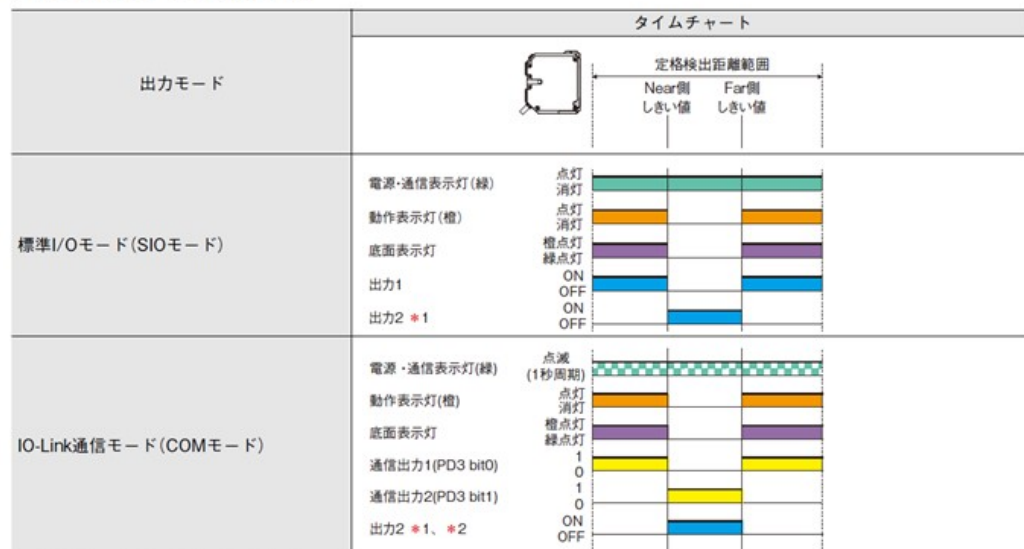 タイムチャート
出力モード
定格検出距離範囲
Near側 Far側
しきい値 しきい値
標準I/Oモード(SIOモード)
電源・通信表示灯(緑) 点灯
消灯
動作表示灯(橙) 点灯
消灯
底面表示灯 橙点灯
緑点灯
出力1 ON
OFF
出力2 *1 ON
OFF
IO-Link通信モード(COMモード)
電源・通信表示灯(緑) 点滅
(1秒周期)
動作表示灯(橙) 点灯
消灯
底面表示灯 橙点灯
緑点灯
通信出力1(PD3 bit0) 1
0
通信出力2(PD3 bit1) 1
0
出力2 *1、*2 ON
OFF